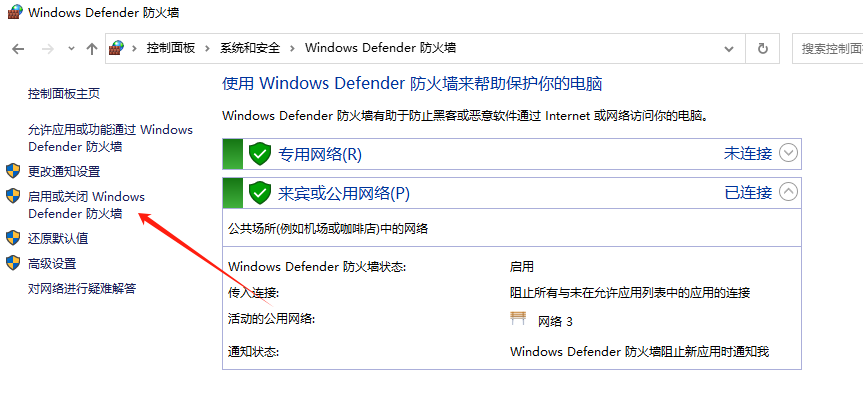 Windows Defender 防火墙
控制面板 › 系统和安全 › Windows Defender 防火墙
搜索控制面
控制面板主页
允许应用或功能通过 Windows
Defender 防火墙
更改通知设置
启用或关闭 Windows
Defender 防火墙
还原默认值
高级设置
对网络进行疑难解答
使用 Windows Defender 防火墙来帮助保护你的电脑
Windows Defender 防火墙有助于防止黑客或恶意软件通过 Internet 或网络访问你的电脑。
专用网络(R) 未连接
来宾或公用网络(P) 已连接
公共场所(例如机场或咖啡店)中的网络
Windows Defender 防火墙状态: 启用
传入连接: 阻止所有与未在允许应用列表中的应用的连接
活动的公用网络: 网络 3
通知状态: Windows Defender 防火墙阻止新应用时通知我